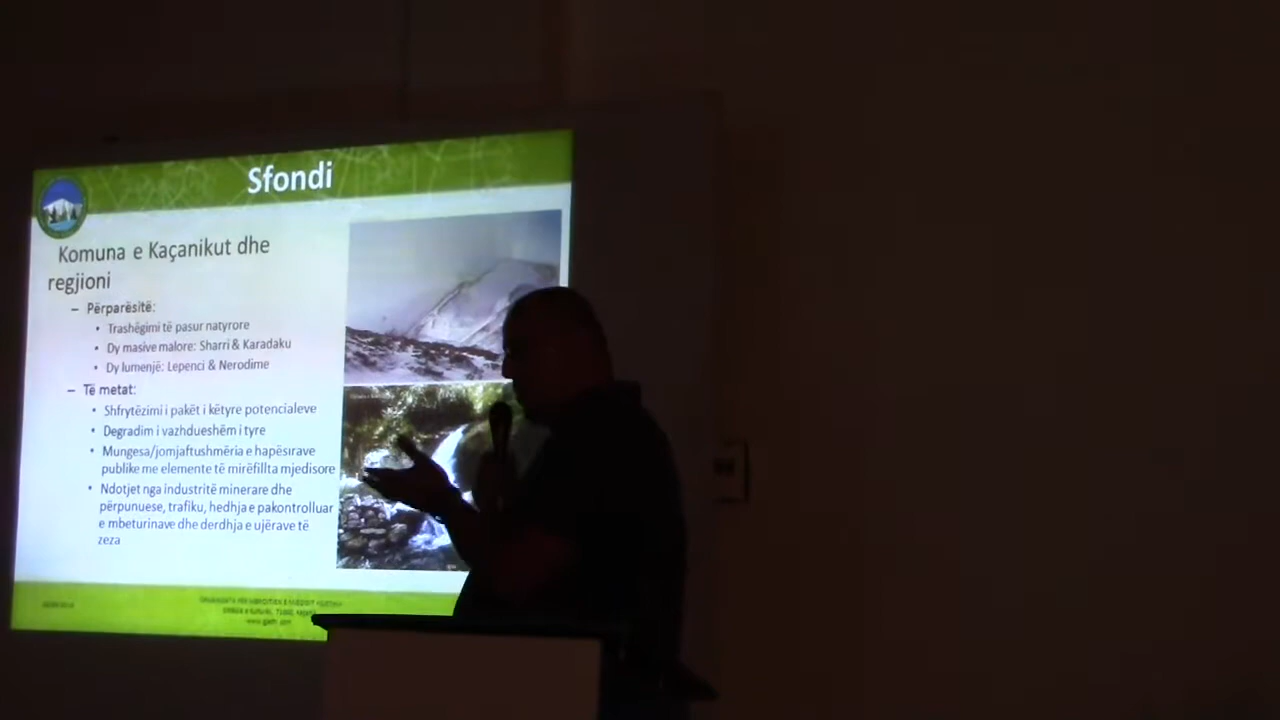 Sfondi
Komuna e Kaçanikut dhe
regjioni
– Përparësitë:
• Trashëgimi të pasur natyrore
• Dy masive malore: Sharri & Karadaku
• Dy lumenjë: Lepenci & Nerodime
– Të metat:
• Shfrytëzimi i pakët i këtyre potencialeve
• Degradim i vazhdueshëm i tyre
• Mungesa/jomjaftushmëria e hapësirave
publike me elemente të mirëfillta mjedisore
• Ndotjet nga industritë minerare dhe
përpunuese, trafiku, hedhja e pakontrolluar
e mbeturinave dhe derdhja e ujërave të
zeza